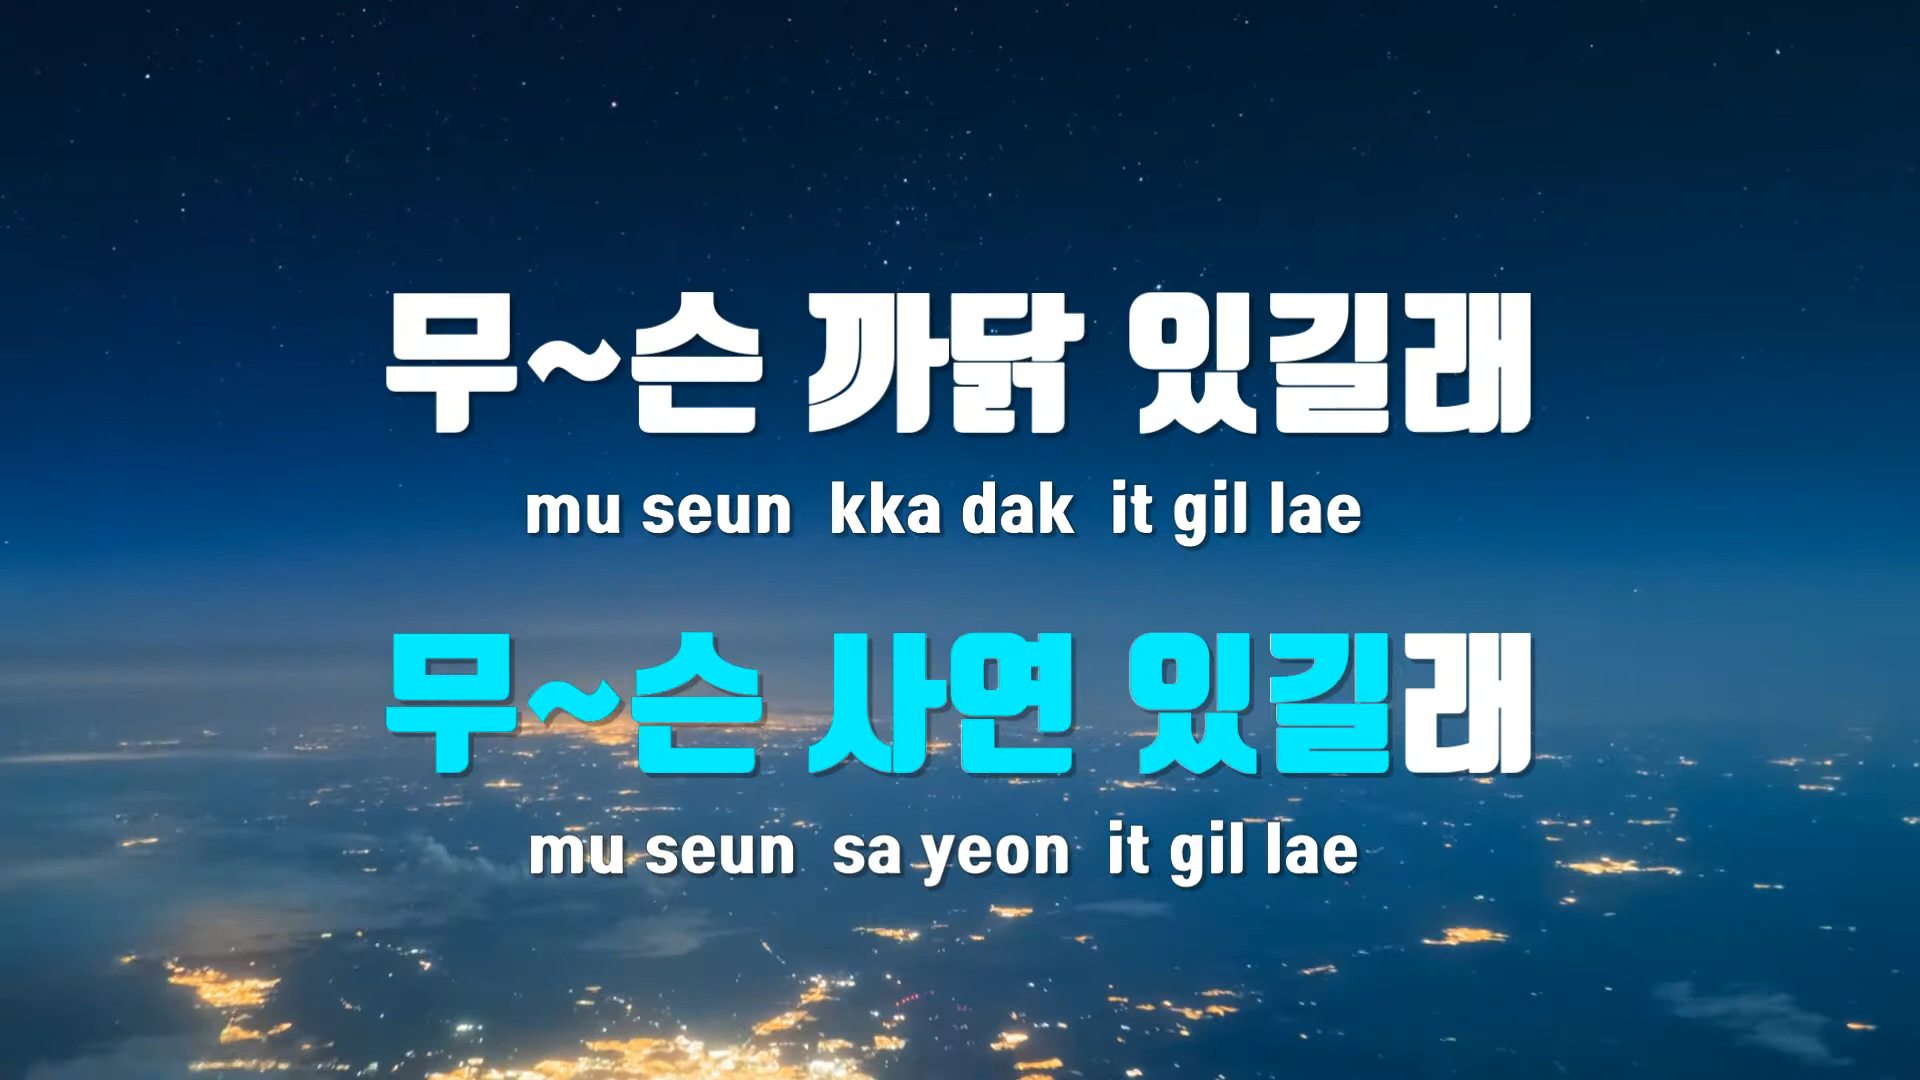 무~슨 까닭 있길래
mu seun kka dak it gil lae
무~슨 사연 있길래
mu seun sa yeon it gil lae